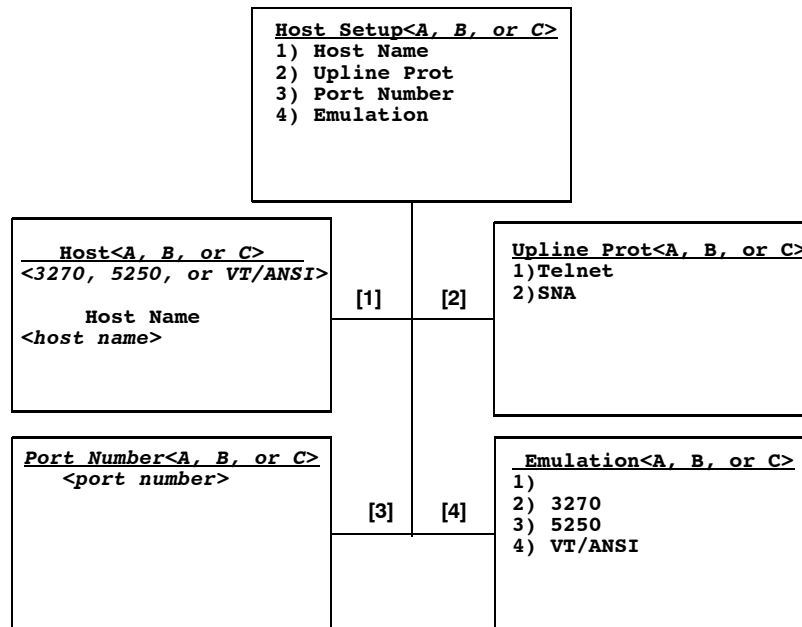 Host Setup<A, B, or C>
1) Host Name
2) Upline Prot
3) Port Number
4) Emulation
Host<A, B, or C>
<3270, 5250, or VT/ANSI>
Host Name
<host name>
[1]
[2]
Upline Prot<A, B, or C>
1)Telnet
2)SNA
Port Number<A, B, or C>
<port number>
[3]
[4]
Emulation<A, B, or C>
1)
2) 3270
3) 5250
4) VT/ANSI